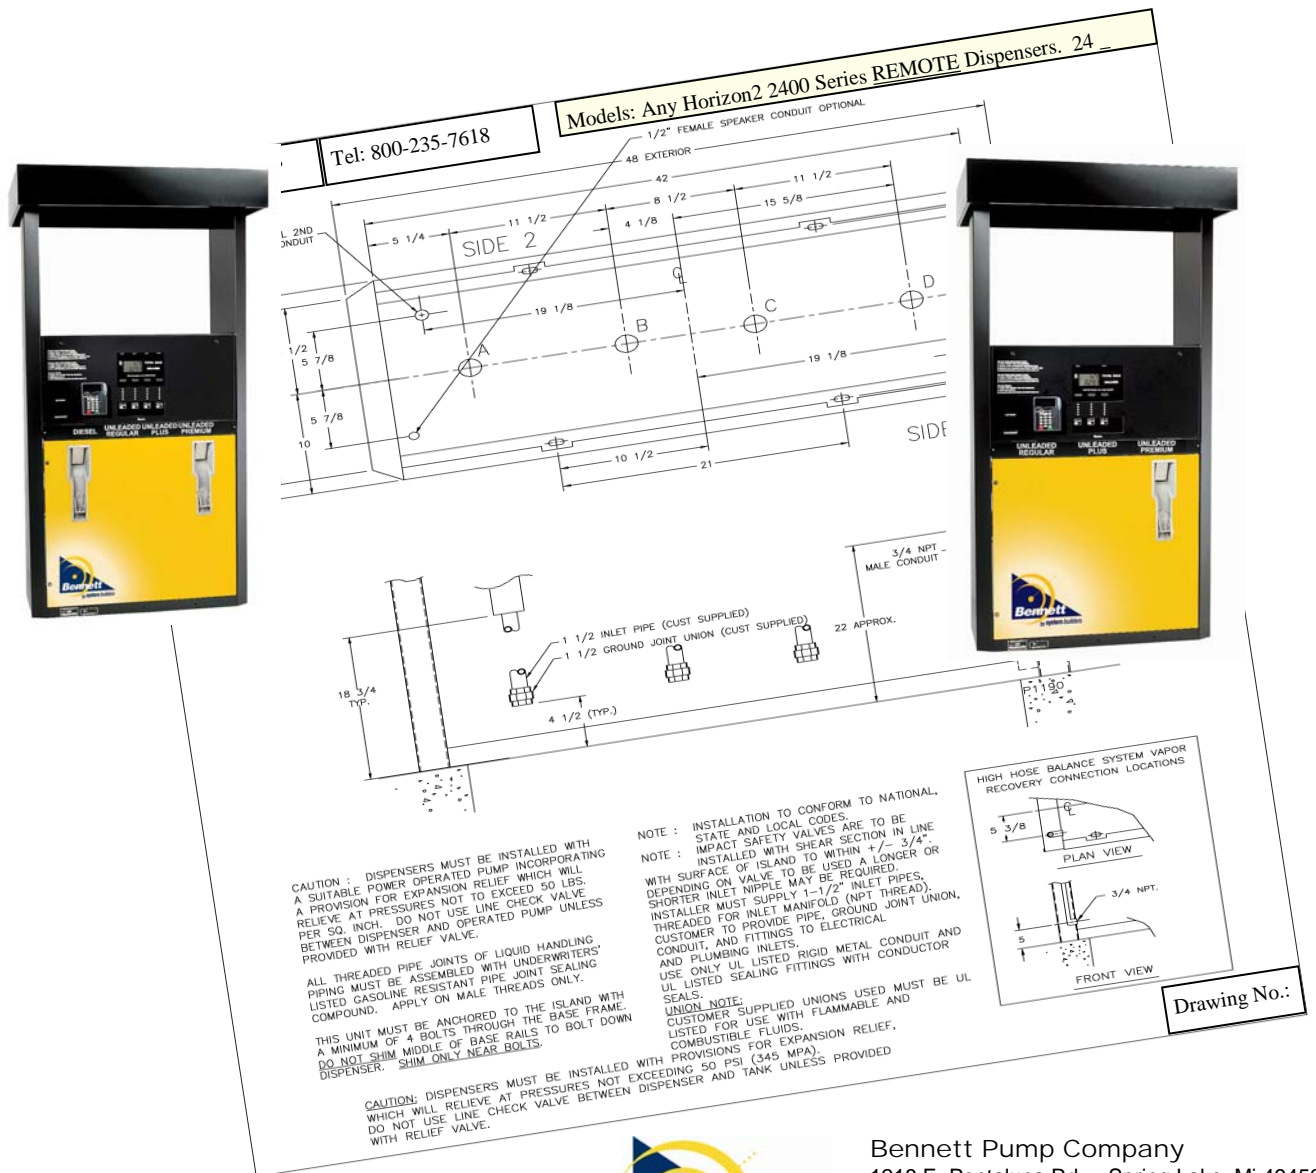 Models: Any Horizon2 2400 Series REMOTE Dispensers. 24 _
Tel: 800-235-7618
1/2" FEMALE SPEAKER CONDUIT OPTIONAL
48 EXTERIOR
42
11 1/2
8 1/2
11 1/2
5 1/4
4 1/8
15 5/8
L 2ND
SIDE 2
19 1/8
A
B
C
D
1/2
5 7/8
19 1/8
5 7/8
10
10 1/2
21
DIESEL
UNLEADED REGULAR
UNLEADED PLUS
UNLEADED PREMIUM
Bennett
by system builders
UNLEADED REGULAR
UNLEADED PLUS
UNLEADED PREMIUM
Bennett
by system builders
3/4 NPT
MALE CONDUIT
1 1/2 INLET PIPE (CUST SUPPLIED)
1 1/2 GROUND JOINT UNION (CUST SUPPLIED)
22 APPROX.
18 3/4
TYP.
4 1/2 (TYP.)
P1190
CAUTION : DISPENSERS MUST BE INSTALLED WITH
A SUITABLE POWER OPERATED PUMP INCORPORATING
A PROVISION FOR EXPANSION RELIEF WHICH WILL
RELIEVE AT PRESSURES NOT TO EXCEED 50 LBS.
PER SQ. INCH. DO NOT USE LINE CHECK VALVE
BETWEEN DISPENSER AND OPERATED PUMP UNLESS
PROVIDED WITH RELIEF VALVE.
ALL THREADED PIPE JOINTS OF LIQUID HANDLING
PIPING MUST BE ASSEMBLED WITH UNDERWRITERS'
LISTED GASOLINE RESISTANT PIPE JOINT SEALING
COMPOUND. APPLY ON MALE THREADS ONLY.
THIS UNIT MUST BE ANCHORED TO THE ISLAND WITH
A MINIMUM OF 4 BOLTS THROUGH THE BASE FRAME.
DO NOT SHIM MIDDLE OF BASE RAILS TO BOLT DOWN
DISPENSER. SHIM ONLY NEAR BOLTS.
NOTE : INSTALLATION TO CONFORM TO NATIONAL,
STATE AND LOCAL CODES.
NOTE : IMPACT SAFETY VALVES ARE TO BE
INSTALLED WITH SHEAR SECTION IN LINE
WITH SURFACE OF ISLAND TO WITHIN +/- 3/4".
DEPENDING ON VALVE TO BE USED A LONGER OR
SHORTER INLET NIPPLE MAY BE REQUIRED.
INSTALLER MUST SUPPLY 1-1/2" INLET PIPES,
THREADED FOR INLET MANIFOLD (NPT THREAD).
CUSTOMER TO PROVIDE PIPE, GROUND JOINT UNION,
CONDUIT, AND FITTINGS TO ELECTRICAL
AND PLUMBING INLETS.
USE ONLY UL LISTED RIGID METAL CONDUIT AND
UL LISTED SEALING FITTINGS WITH CONDUCTOR
SEALS.
UNION NOTE:
CUSTOMER SUPPLIED UNIONS USED MUST BE UL
LISTED FOR USE WITH FLAMMABLE AND
COMBUSTIBLE FLUIDS.
CAUTION: DISPENSERS MUST BE INSTALLED WITH PROVISIONS FOR EXPANSION RELIEF,
WHICH WILL RELIEVE AT PRESSURES NOT EXCEEDING 50 PSI (345 MPA).
DO NOT USE LINE CHECK VALVE BETWEEN DISPENSER AND TANK UNLESS PROVIDED
WITH RELIEF VALVE.
HIGH HOSE BALANCE SYSTEM VAPOR
RECOVERY CONNECTION LOCATIONS
5 3/8
PLAN VIEW
3/4 NPT.
5
FRONT VIEW
Drawing No.:
Bennett Pump Company